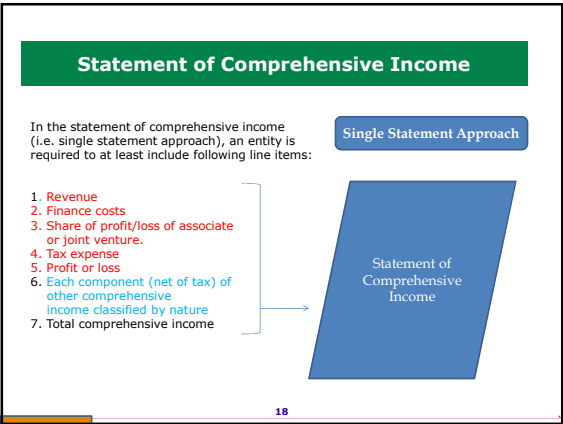 Statement of Comprehensive Income
In the statement of comprehensive income
(i.e. single statement approach), an entity is
required to at least include following line items:
Single Statement Approach
1. Revenue
2. Finance costs
3. Share of profit/loss of associate
or joint venture.
4. Tax expense
5. Profit or loss
6. Each component (net of tax) of
other comprehensive
income classified by nature
7. Total comprehensive income
Statement of
Comprehensive
Income
18